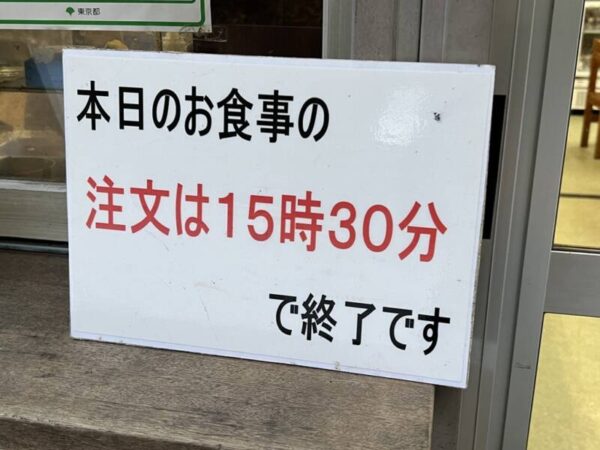 東京都
本日のお食事の
注文は15時30分
で終了です